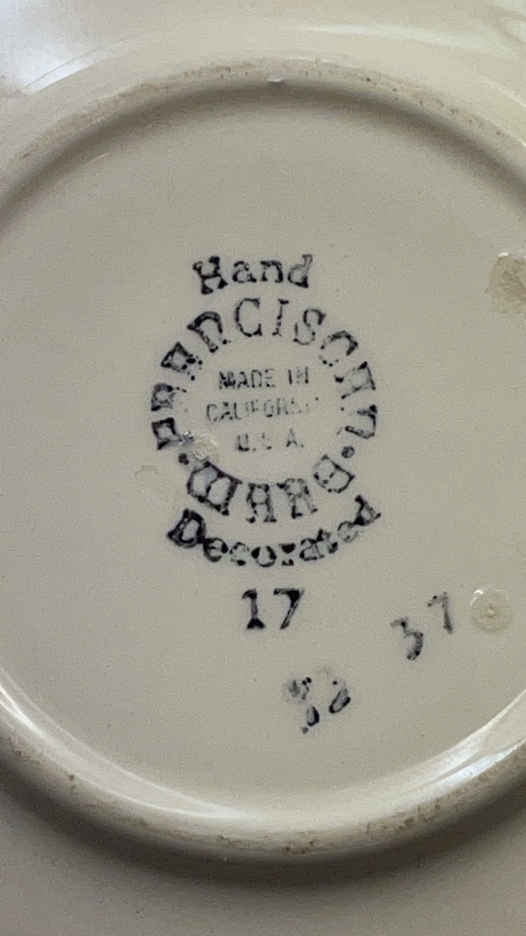 Hand
FRANCISCAN
MADE IN
CALIFORNIA
U.S.A.
WARE
Decorated
17
37